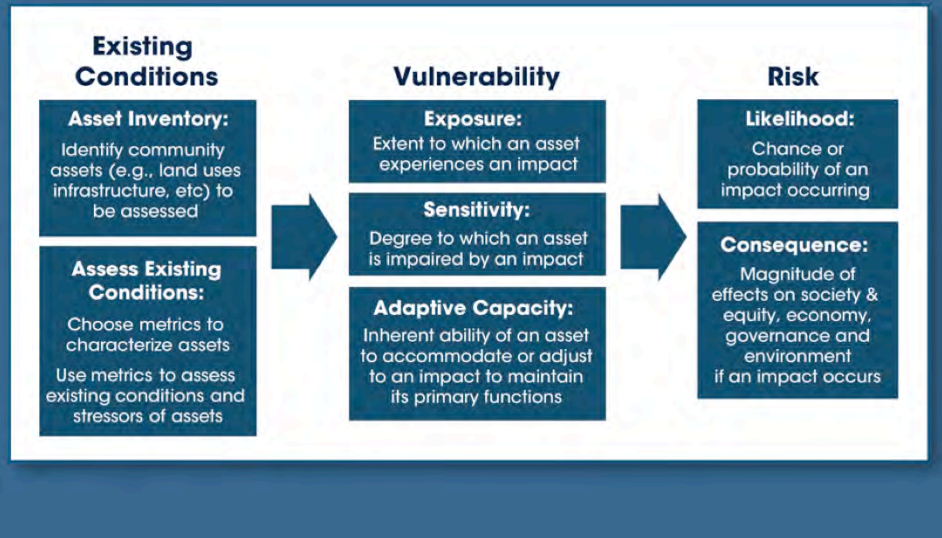 Existing
Conditions
Asset Inventory:
Identify community
assets (e.g., land uses
infrastructure, etc) to
be assessed
Assess Existing
Conditions:
Choose metrics to
characterize assets
Use metrics to assess
existing conditions and
stressors of assets
Vulnerability
Exposure:
Extent to which an asset
experiences an impact
Sensitivity:
Degree to which an asset
is impaired by an impact
Adaptive Capacity:
Inherent ability of an asset
to accommodate or adjust
to an impact to maintain
its primary functions
Risk
Likelihood:
Chance or
probability of an
impact occurring
Consequence:
Magnitude of
effects on society &
equity, economy,
governance and
environment
if an impact occurs